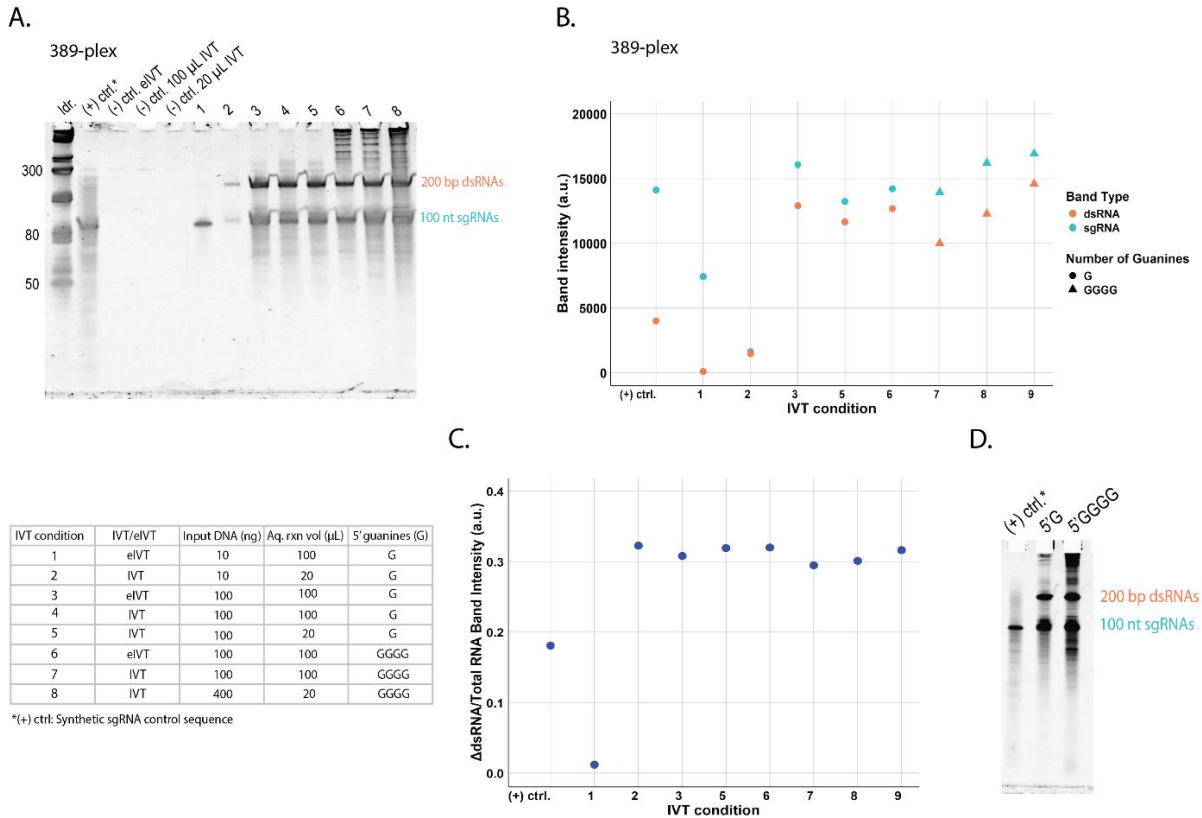 A.
389-plex
ldr.
(+) ctrl.*
(-) ctrl. eIVT
(-) ctrl. 100 µL IVT
(-) ctrl. 20 µL IVT
1 2 3 4 5 6 7 8
300
80
50
200 bp dsRNAs.
100 nt sgRNAs.
B.
389-plex
Band intensity (a.u.)
20000
15000
10000
5000
0
(+) ctrl. 1 2 3 5 6 7 8 9
IVT condition
Band Type
dsRNA
sgRNA
Number of Guanines
G
GGGG
IVT condition IVT/eIVT Input DNA (ng) Aq. rxn vol (µL) 5' guanines (G)
1 eIVT 10 100 G
2 IVT 10 20 G
3 eIVT 100 100 G
4 IVT 100 100 G
5 IVT 100 20 G
6 eIVT 100 100 GGGG
7 IVT 100 100 GGGG
8 IVT 400 20 GGGG
*(+) ctrl: Synthetic sgRNA control sequence
C.
ΔdsRNA/Total RNA Band Intensity (a.u.)
0.4
0.3
0.2
0.1
0.0
(+) ctrl. 1 2 3 5 6 7 8 9
IVT condition
D.
(+) ctrl.*
5'G
5'GGGG
200 bp dsRNAs
100 nt sgRNAs.